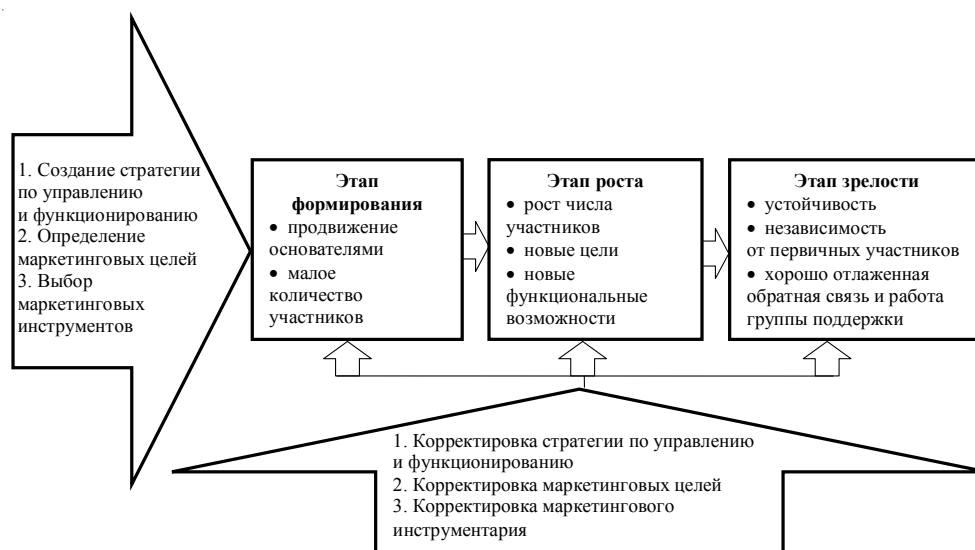 1. Создание стратегии
по управлению
и функционированию
2. Определение
маркетинговых целей
3. Выбор
маркетинговых
инструментов
Этап
формирования
• продвижение
основателями
• малое
количество
участников
Этап роста
• рост числа
участников
• новые цели
• новые
функциональные
возможности
Этап зрелости
• устойчивость
• независимость
от первичных участников
• хорошо отлаженная
обратная связь и работа
группы поддержки
1. Корректировка стратегии по управлению
и функционированию
2. Корректировка маркетинговых целей
3. Корректировка маркетингового
инструментария